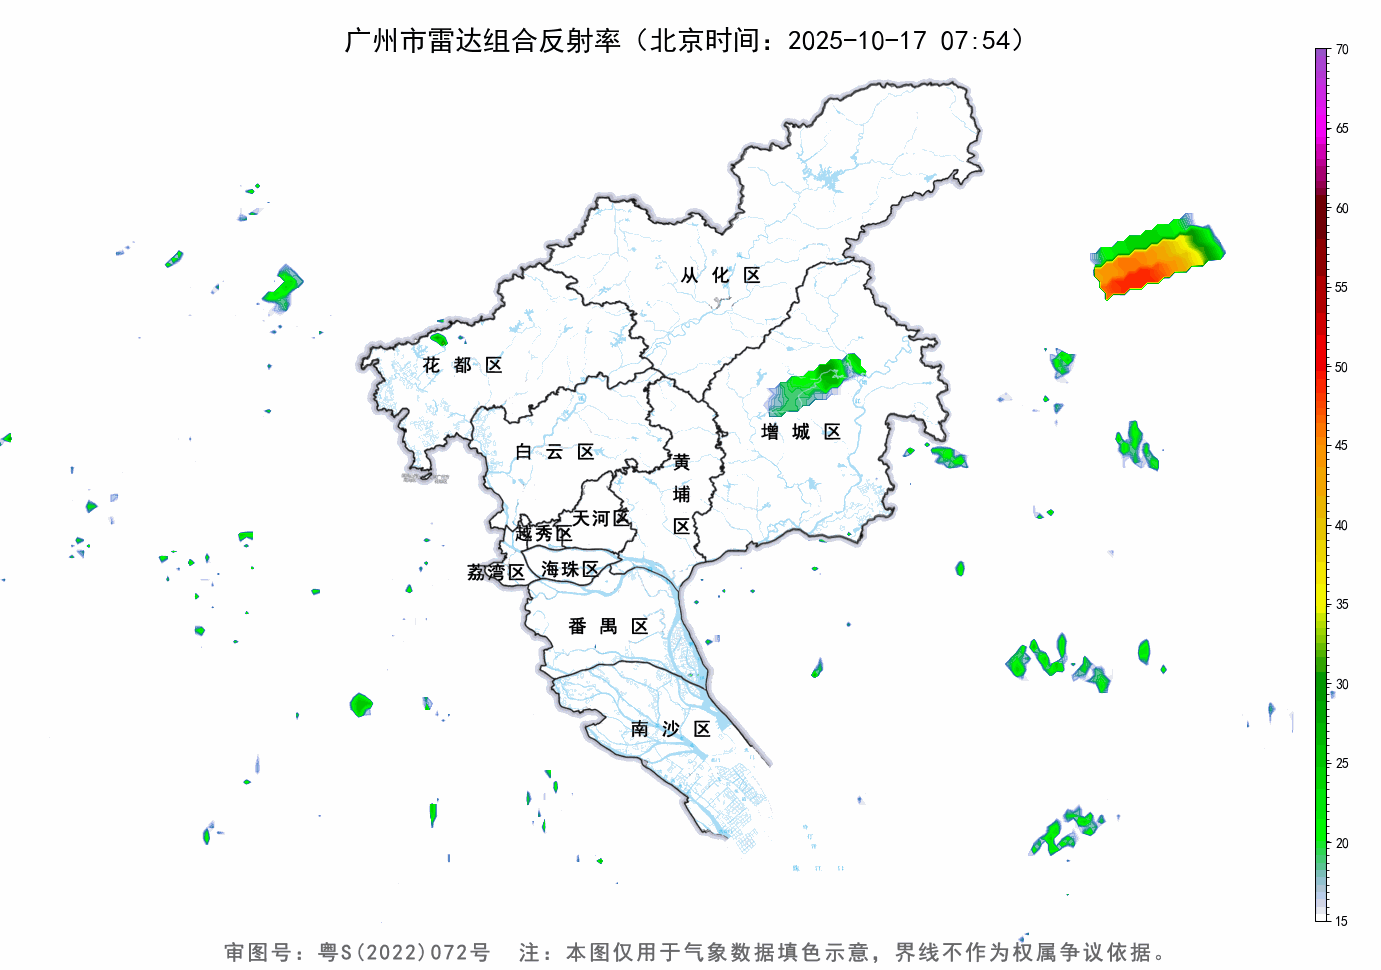 广州市雷达组合反射率（北京时间：2025-10-17 07:54）
70
65
60
55
50
45
40
35
30
25
20
15
从化区
花都区
增城区
白云区
黄埔区
天河区
越秀区
海珠区
荔湾区
番禺区
南沙区
审图号：粤S(2022)072号 注：本图仅用于气象数据填色示意，界线不作为权属争议依据。